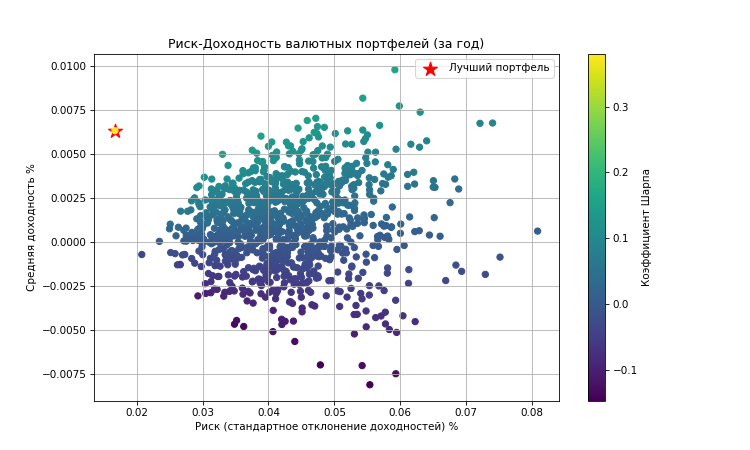 Риск-Доходность валютных портфелей (за год)
Лучший портфель
0.0100
0.0075
0.0050
0.0025
0.0000
−0.0025
−0.0050
−0.0075
Средняя доходность %
0.02 0.03 0.04 0.05 0.06 0.07 0.08
Риск (стандартное отклонение доходностей) %
0.3
0.2
0.1
0.0
−0.1
Коэффициент Шарпа